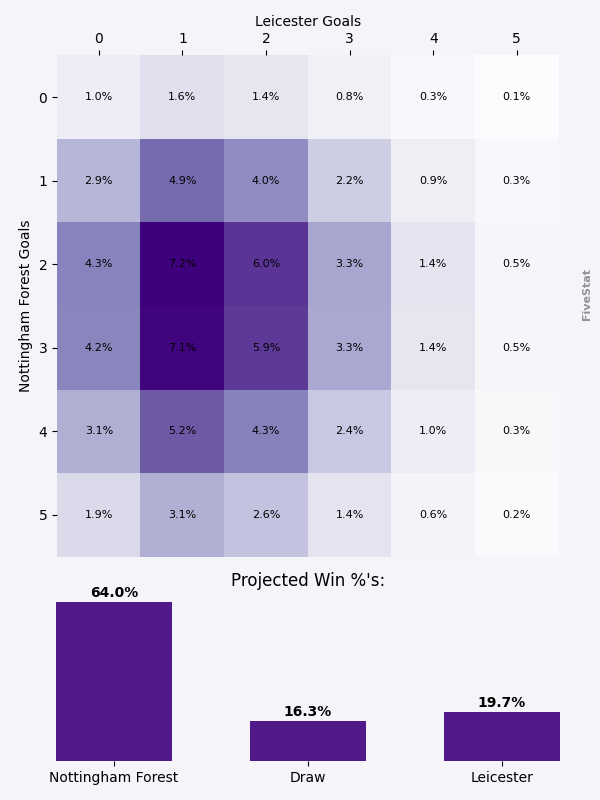 Leicester Goals
0 1 2 3 4 5
0 1.0% 1.6% 1.4% 0.8% 0.3% 0.1%
1 2.9% 4.9% 4.0% 2.2% 0.9% 0.3%
2 4.3% 7.2% 6.0% 3.3% 1.4% 0.5%
3 4.2% 7.1% 5.9% 3.3% 1.4% 0.5%
4 3.1% 5.2% 4.3% 2.4% 1.0% 0.3%
5 1.9% 3.1% 2.6% 1.4% 0.6% 0.2%
Nottingham Forest Goals
FiveStat
Projected Win %'s:
64.0% 16.3% 19.7%
Nottingham Forest Draw Leicester